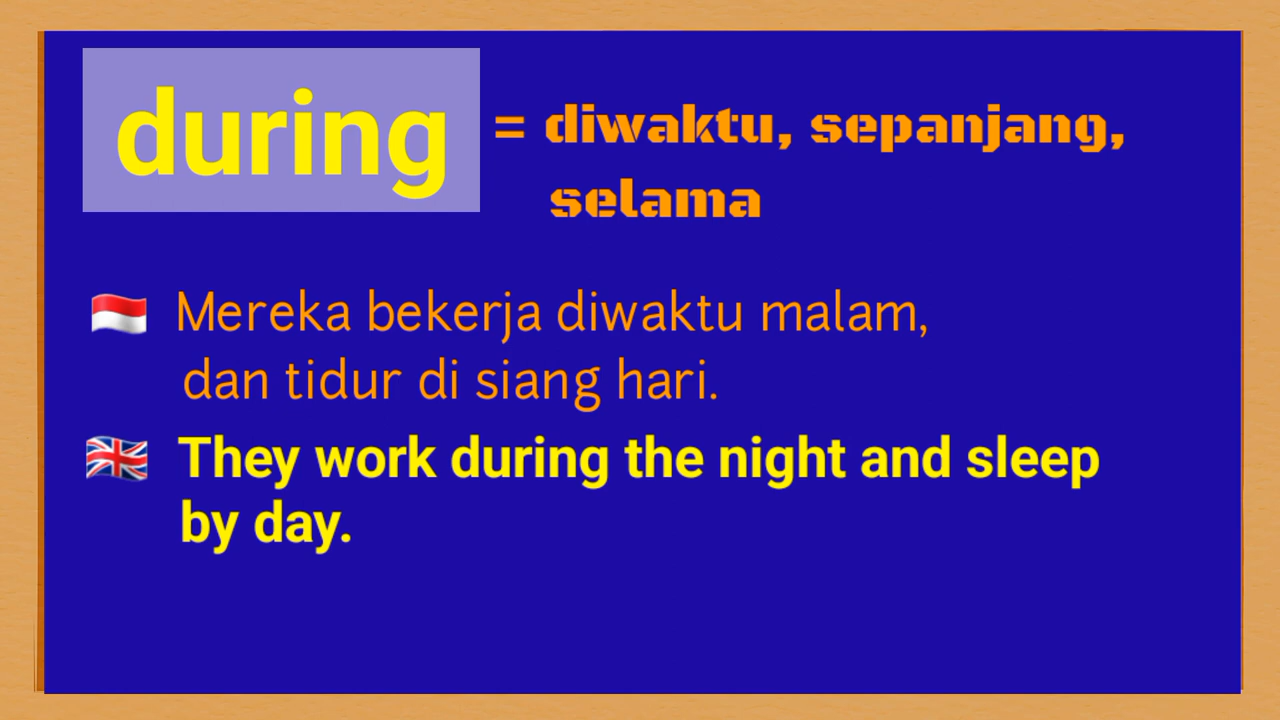 during = diwaktu, sepanjang,
selama
Mereka bekerja diwaktu malam,
dan tidur di siang hari.
They work during the night and sleep
by day.